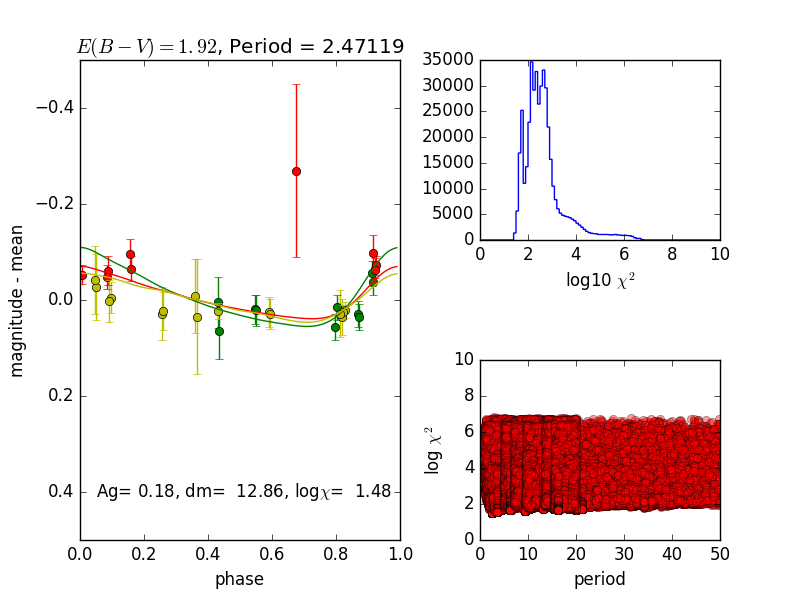 E(B−V)=1.92, Period = 2.47119
−0.4
−0.2
0.0
0.2
0.4
magnitude - mean
Ag= 0.18, dm=  12.86, logχ=  1.48
0.0 0.2 0.4 0.6 0.8 1.0
phase
35000
30000
25000
20000
15000
10000
5000
0
0 2 4 6 8 10
log10 χ²
10
8
6
4
2
0
log χ²
0 10 20 30 40 50
period